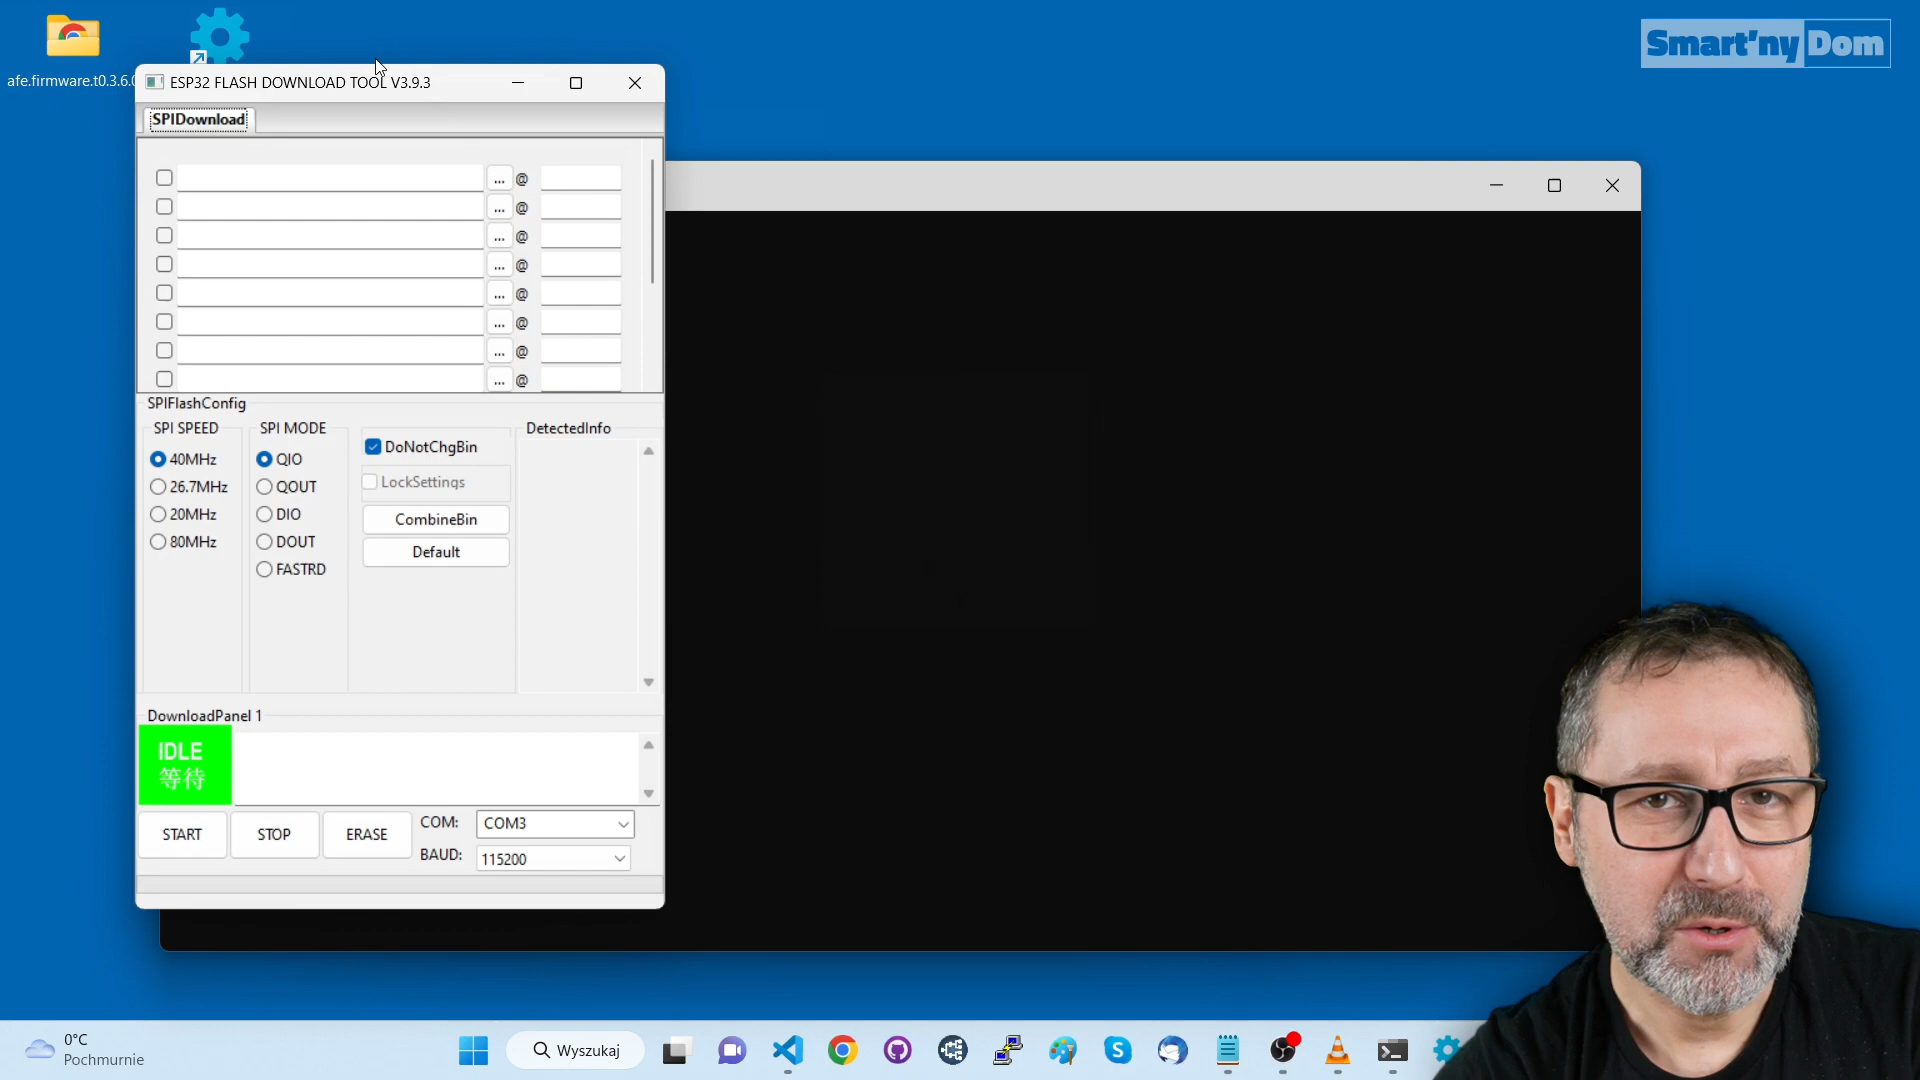 Smart'ny Dom
afe.firmware.t0.3.6.0
ESP32 FLASH DOWNLOAD TOOL V3.9.3
SPIDownload
... @
... @
... @
... @
... @
... @
... @
... @
SPIFlashConfig
SPI SPEED
40MHz
26.7MHz
20MHz
80MHz
SPI MODE
QIO
QOUT
DIO
DOUT
FASTRD
DoNotChgBin
LockSettings
CombineBin
Default
DetectedInfo
DownloadPanel 1
IDLE
等待
START
STOP
ERASE
COM:
COM3
BAUD:
115200
0°C
Pochmurnie
Wyszukaj